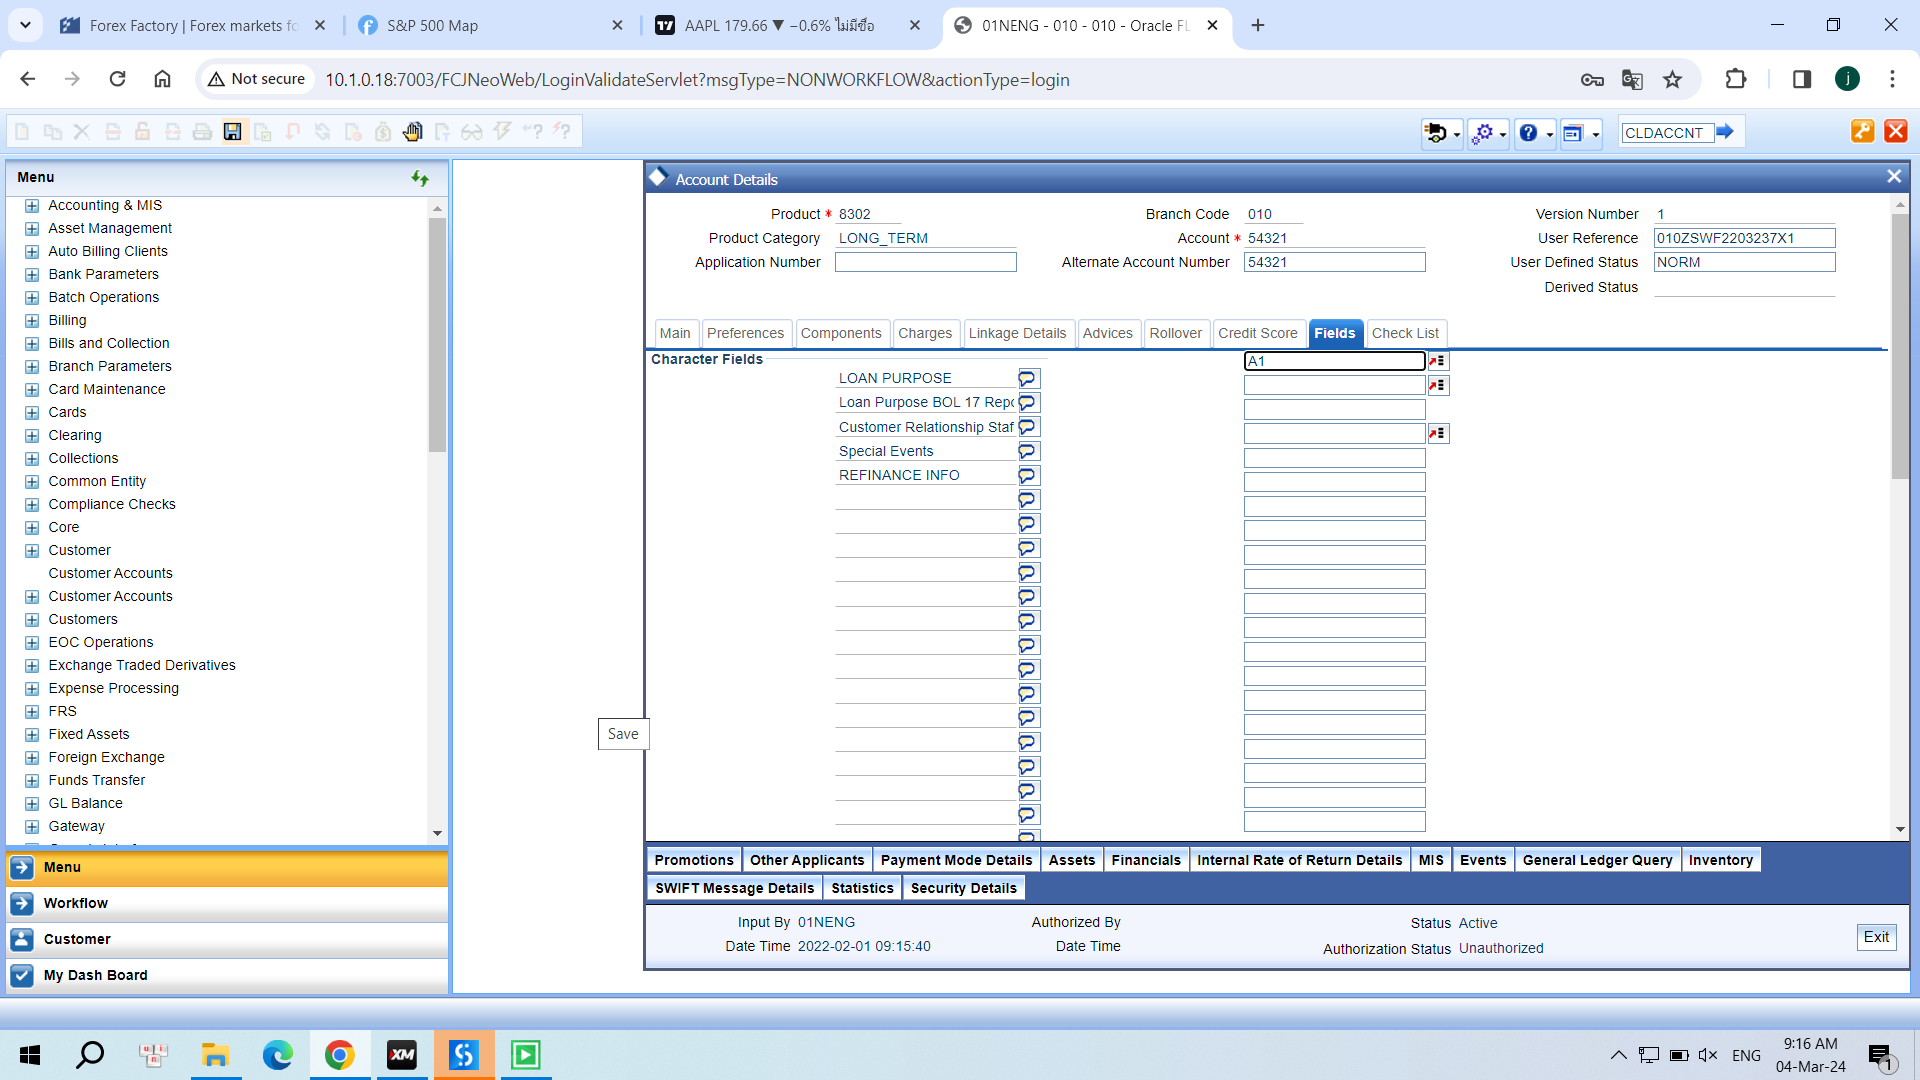 Forex Factory | Forex markets fo
S&P 500 Map
AAPL 179.66 ▼ −0.6% ไม่มีชื่อ
01NENG - 010 - 010 - Oracle FL
Not secure
10.1.0.18:7003/FCJNeoWeb/LoginValidateServlet?msgType=NONWORKFLOW&actionType=login
j
CLDACCNT
Menu
Accounting & MIS
Asset Management
Auto Billing Clients
Bank Parameters
Batch Operations
Billing
Bills and Collection
Branch Parameters
Card Maintenance
Cards
Clearing
Collections
Common Entity
Compliance Checks
Core
Customer
Customer Accounts
Customer Accounts
Customers
EOC Operations
Exchange Traded Derivatives
Expense Processing
FRS
Fixed Assets
Foreign Exchange
Funds Transfer
GL Balance
Gateway
Menu
Workflow
Customer
My Dash Board
Save
Account Details
Product * 8302
Branch Code 010
Version Number 1
Product Category LONG_TERM
Account * 54321
User Reference 010ZSWF2203237X1
Application Number
Alternate Account Number 54321
User Defined Status NORM
Derived Status
Main Preferences Components Charges Linkage Details Advices Rollover Credit Score Fields Check List
Character Fields
A1
LOAN PURPOSE
Loan Purpose BOL 17 Repo
Customer Relationship Staf
Special Events
REFINANCE INFO
Promotions Other Applicants Payment Mode Details Assets Financials Internal Rate of Return Details MIS Events General Ledger Query Inventory
SWIFT Message Details Statistics Security Details
Input By 01NENG
Authorized By
Status Active
Date Time 2022-02-01 09:15:40
Date Time
Authorization Status Unauthorized
Exit
XM
ENG
9:16 AM
04-Mar-24
1